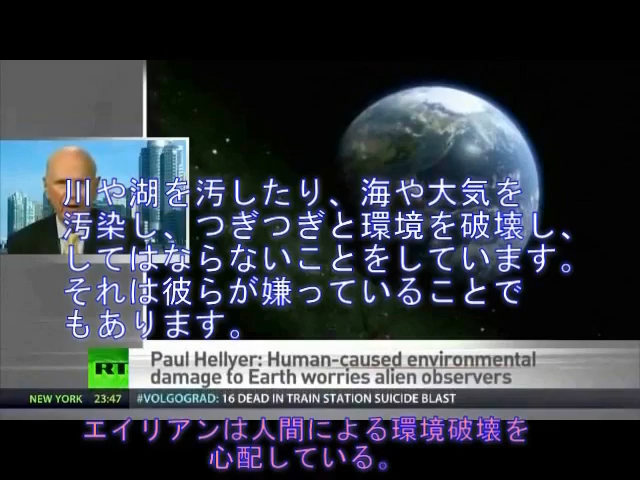 川や湖を汚したり、海や大気を
汚染し、つぎつぎと環境を破壊し、
してはならないことをしています。
それは彼らが嫌っていることで
もあります。
RT
Paul Hellyer: Human-caused environmental
damage to Earth worries alien observers
NEW YORK 23:47 #VOLGOGRAD: 16 DEAD IN TRAIN STATION SUICIDE BLAST
エイリアンは人間による環境破壊を
心配している。